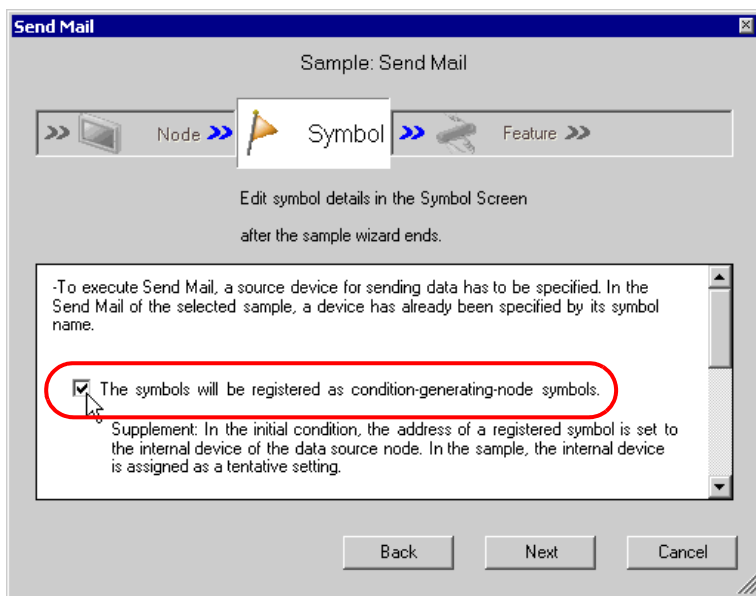 Send Mail
Sample: Send Mail
>> Node >> Symbol >> Feature >>
Edit symbol details in the Symbol Screen
after the sample wizard ends.
-To execute Send Mail, a source device for sending data has to be specified. In the
Send Mail of the selected sample, a device has already been specified by its symbol
name.
The symbols will be registered as condition-generating-node symbols.
Supplement: In the initial condition, the address of a registered symbol is set to
the internal device of the data source node. In the sample, the internal device
is assigned as a tentative setting.
Back Next Cancel